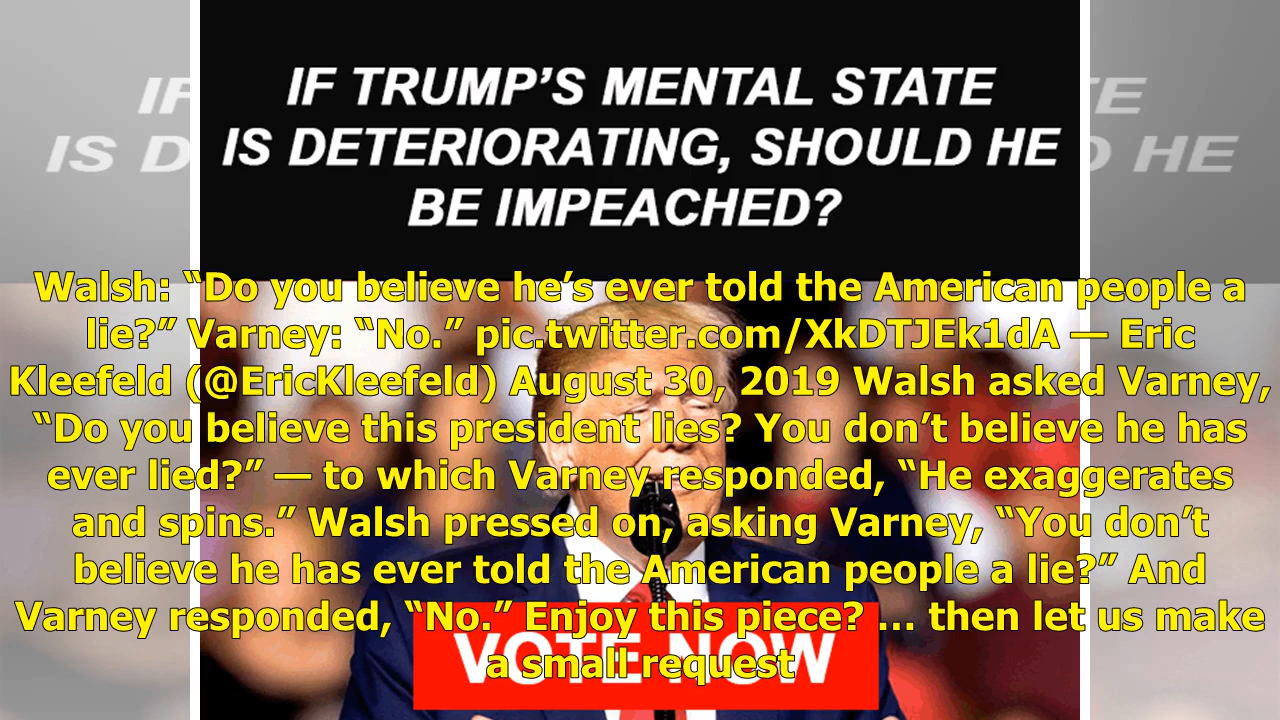 IF TRUMP'S MENTAL STATE
IS DETERIORATING, SHOULD HE
BE IMPEACHED?
Walsh: “Do you believe he’s ever told the American people a
lie?” Varney: “No.” pic.twitter.com/XkDTJEk1dA — Eric
Kleefeld (@EricKleefeld) August 30, 2019 Walsh asked Varney,
“Do you believe this president lies? You don’t believe he has
ever lied?” — to which Varney responded, “He exaggerates
and spins.” Walsh pressed on, asking Varney, “You don’t
believe he has ever told the American people a lie?” And
Varney responded, “No.” Enjoy this piece? … then let us make
a small request
VOTE NOW
IF
IS D
TE
HE